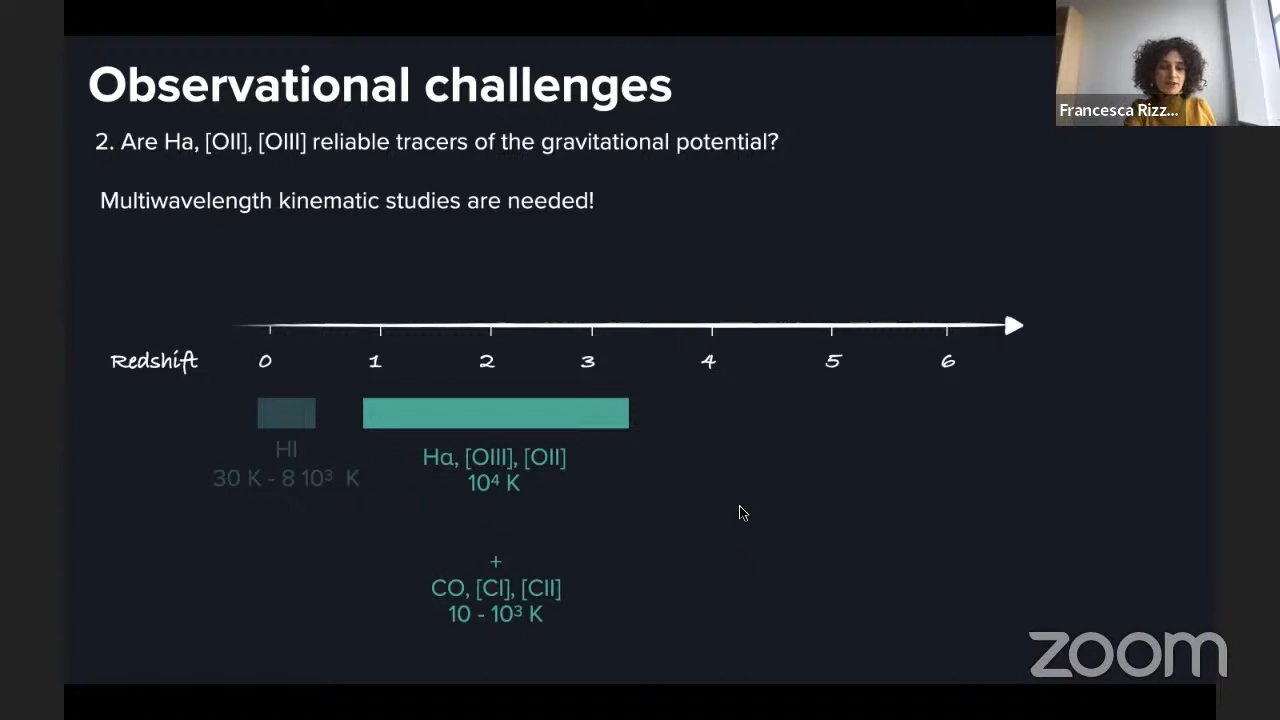 Observational challenges
Francesca Rizz...
2. Are Ha, [OII], [OIII] reliable tracers of the gravitational potential?
Multiwavelength kinematic studies are needed!
Redshift 0 1 2 3 4 5 6
HI
30 K - 8 10³ K
Hα, [OIII], [OII]
10⁴ K
+
CO, [CI], [CII]
10 - 10³ K
zoom